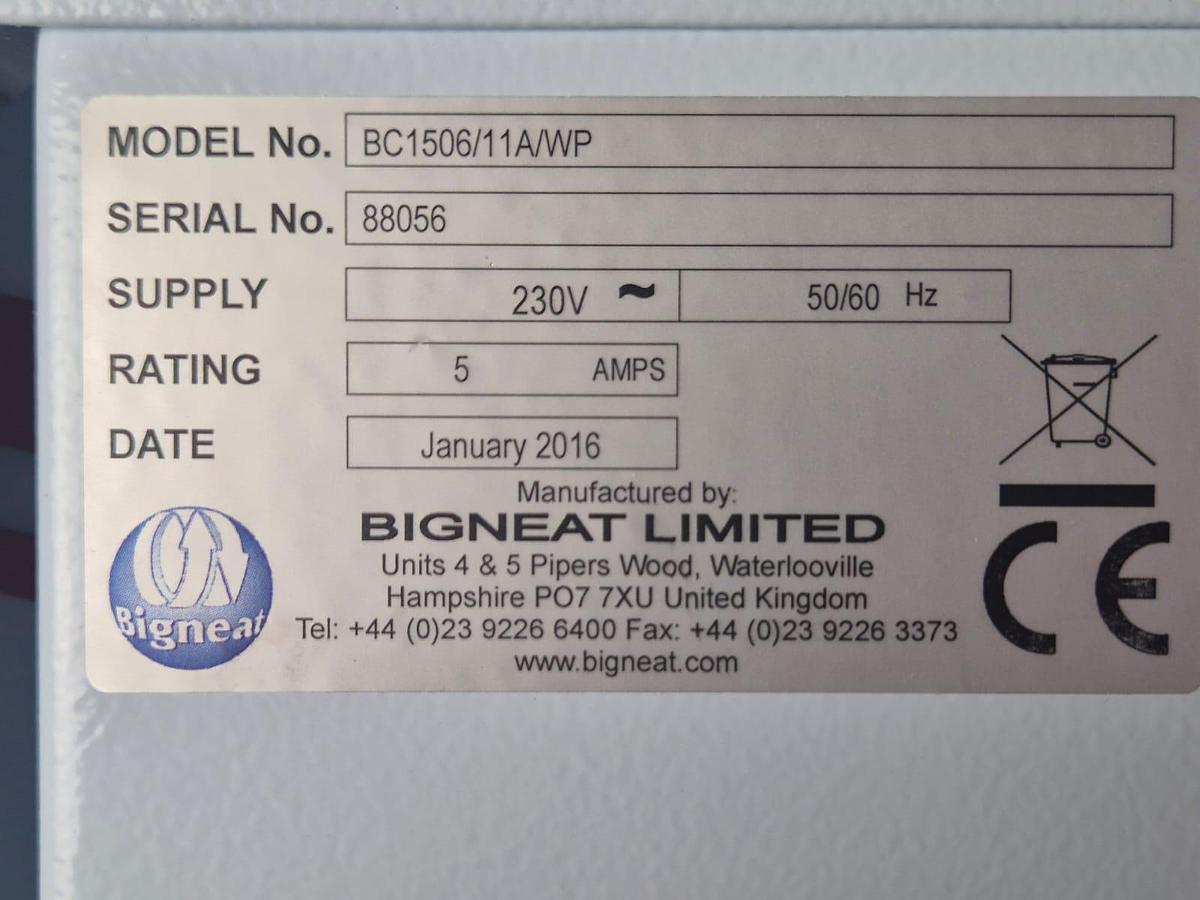 MODEL No. BC1506/11A/WP
SERIAL No. 88056
SUPPLY 230V ~ 50/60 Hz
RATING 5 AMPS
DATE January 2016
Manufactured by:
BIGNEAT LIMITED
Units 4 & 5 Pipers Wood, Waterlooville
Hampshire PO7 7XU United Kingdom
Tel: +44 (0)23 9226 6400 Fax: +44 (0)23 9226 3373
www.bigneat.com
Bigneat
CE